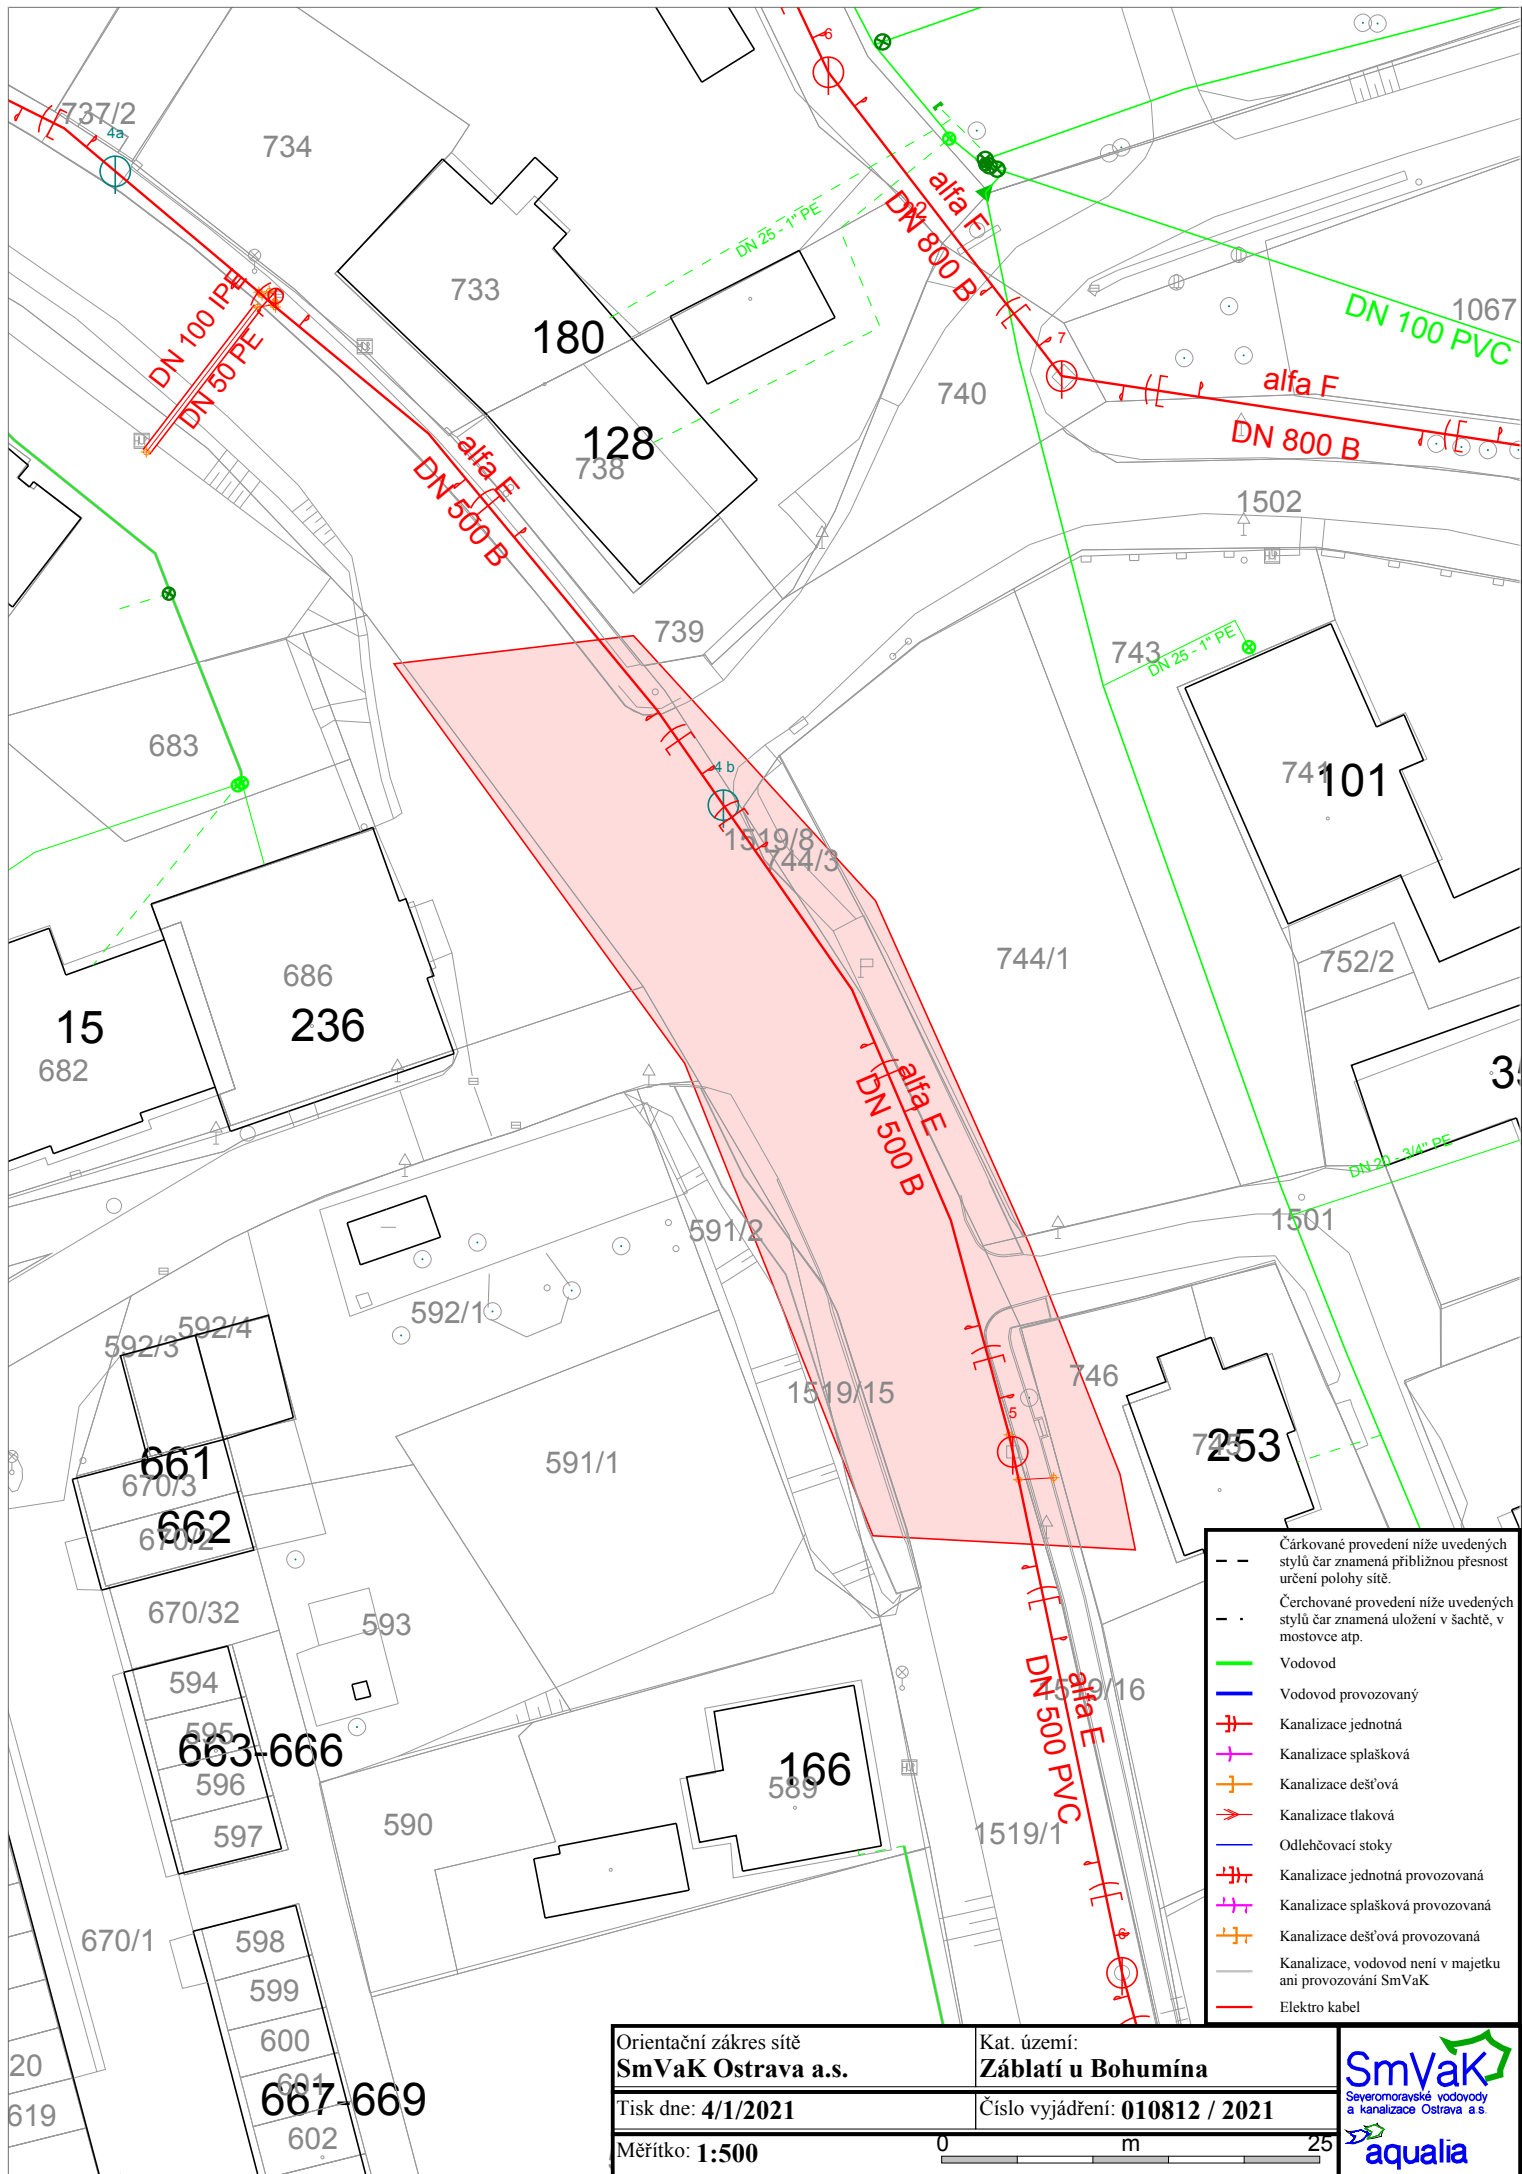 6
737/2
4a
734
DN 25 - 1" PE
alfa F
DN 800 B
22
733
180
1067
DN 100 PVC
DN 100 IPE
DN 50 PE
7
alfa F
DN 800 B
740
128
738
alfa E
DN 500 B
1502
739
743
DN 25 - 1" PE
683
4 b
741
101
1519/8
744/3
744/1
752/2
686
236
15
682
alfa E
DN 500 B
DN 20 - 3/4" PE
1501
591/2
592/1
592/4
592/3
746
1519/15
5
745
253
591/1
661
670/3
662
670/2
670/32
593
594
595
663-666
596
597
166
589
590
alfa E
DN 500 PVC
1519/16
1519/1
6
670/1
598
599
600
601
667-669
602
20
619
Čárkované provedení níže uvedených
stylů čar znamená přibližnou přesnost
určení polohy sítě.
Čerchované provedení níže uvedených
stylů čar znamená uložení v šachtě, v
mostovce atp.
Vodovod
Vodovod provozovaný
Kanalizace jednotná
Kanalizace splašková
Kanalizace dešťová
Kanalizace tlaková
Odlehčovací stoky
Kanalizace jednotná provozovaná
Kanalizace splašková provozovaná
Kanalizace dešťová provozovaná
Kanalizace, vodovod není v majetku
ani provozování SmVaK
Elektro kabel
Orientační zákres sítě
SmVaK Ostrava a.s.
Kat. území:
Záblatí u Bohumína
Tisk dne: 4/1/2021
Číslo vyjádření: 010812 / 2021
Měřítko: 1:500
0 m 25
SmVaK
Severomoravské vodovody
a kanalizace Ostrava a.s.
aqualia